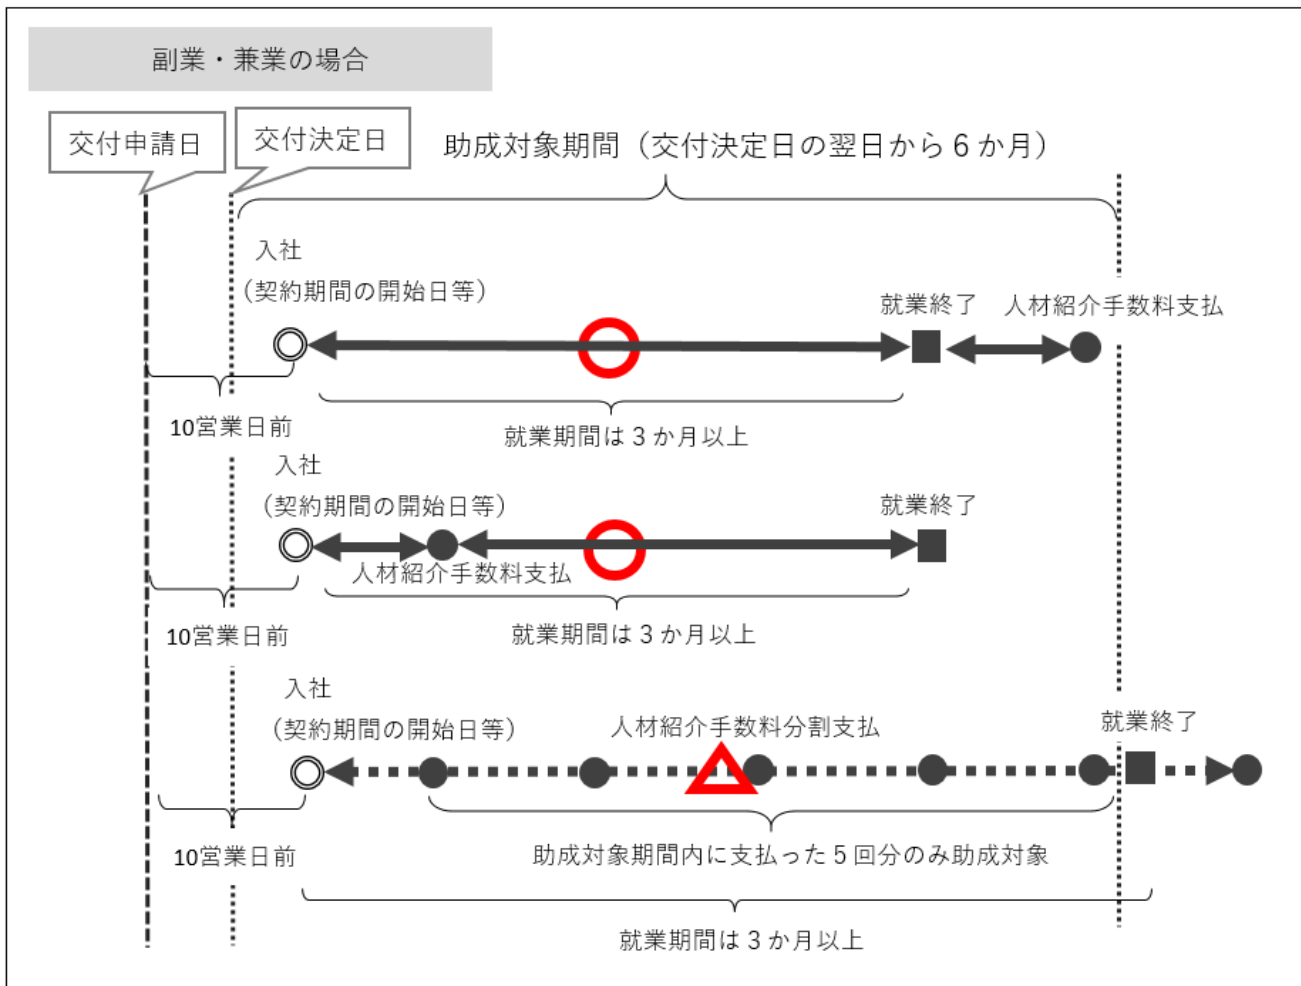 副業・兼業の場合
交付申請日
交付決定日
助成対象期間（交付決定日の翌日から６か月）
入社
（契約期間の開始日等）
就業終了
人材紹介手数料支払
10営業日前
就業期間は３か月以上
入社
（契約期間の開始日等）
就業終了
人材紹介手数料支払
10営業日前
就業期間は３か月以上
入社
（契約期間の開始日等）
人材紹介手数料分割支払
就業終了
10営業日前
助成対象期間内に支払った５回分のみ助成対象
就業期間は３か月以上